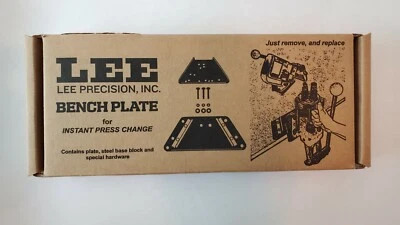 LEE
LEE PRECISION, INC.
BENCH PLATE
for
INSTANT PRESS CHANGE
Contains plate, steel base block and
special hardware
Just remove, and replace